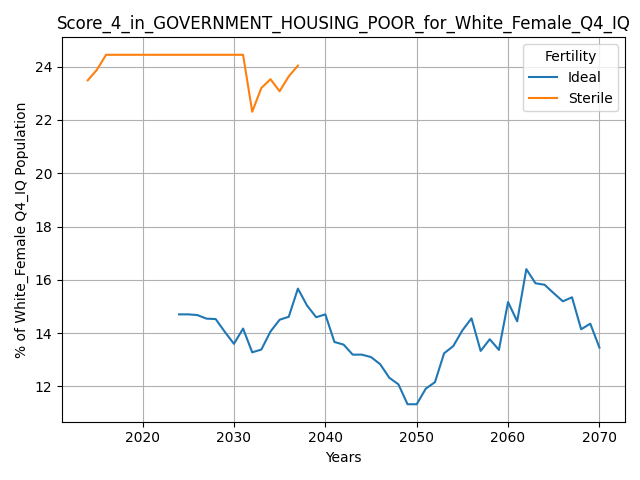 Score_4_in_GOVERNMENT_HOUSING_POOR_for_White_Female_Q4_IQ
% of White_Female Q4_IQ Population
24
22
20
18
16
14
12
Fertility
Ideal
Sterile
2020 2030 2040 2050 2060 2070
Years